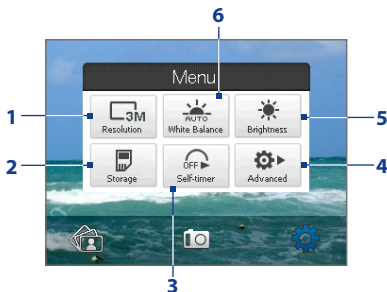 6
Menu
1
3M
AUTO
5
Resolution
White Balance
Brightness
2
OFF
4
Storage
Self-timer
Advanced
3